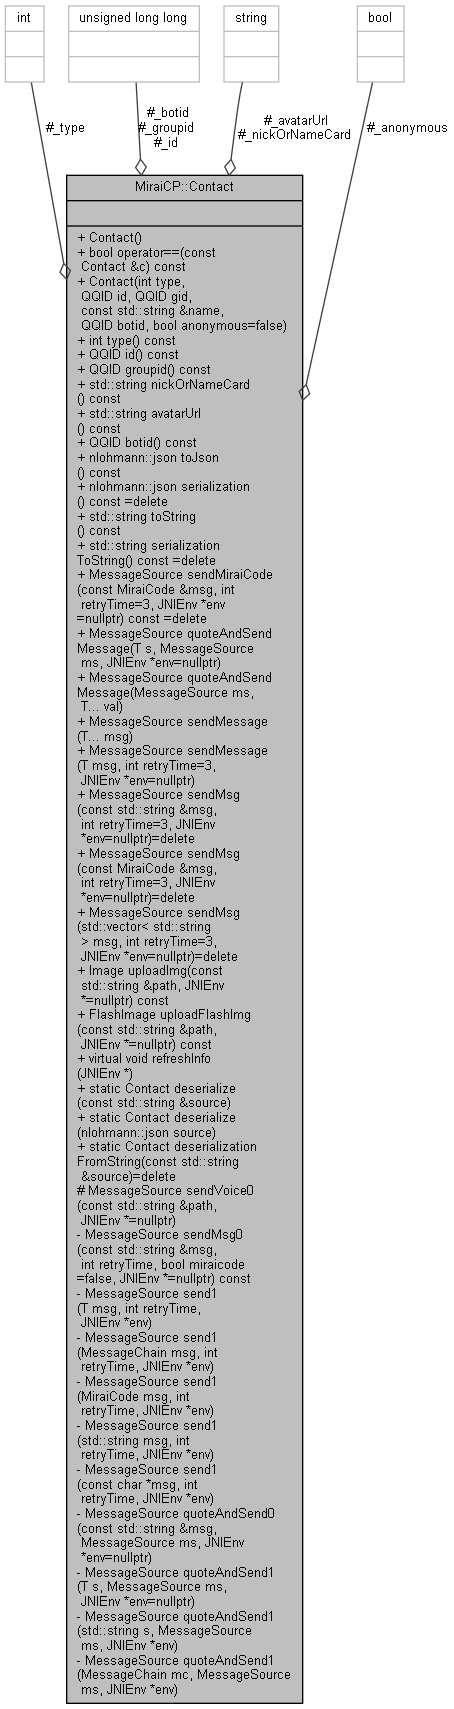 int
unsigned long long
string
bool
#_type
#_botid
#_groupid
#_id
#_avatarUrl
#_nickOrNameCard
#_anonymous
MiraiCP::Contact
+ Contact()
+ bool operator==(const
Contact &c) const
+ Contact(int type,
QQID id, QQID gid,
const std::string &name,
QQID botid, bool anonymous=false)
+ int type() const
+ QQID id() const
+ QQID groupid() const
+ std::string nickOrNameCard
() const
+ std::string avatarUrl
() const
+ QQID botid() const
+ nlohmann::json toJson
() const
+ nlohmann::json serialization
() const =delete
+ std::string toString
() const
+ std::string serialization
ToString() const =delete
+ MessageSource sendMiraiCode
(const MiraiCode &msg, int
retryTime=3, JNIEnv *env
=nullptr) const =delete
+ MessageSource quoteAndSend
Message(T s, MessageSource
ms, JNIEnv *env=nullptr)
+ MessageSource quoteAndSend
Message(MessageSource ms,
T... val)
+ MessageSource sendMessage
(T... msg)
+ MessageSource sendMessage
(T msg, int retryTime=3,
JNIEnv *env=nullptr)
+ MessageSource sendMsg
(const std::string &msg,
int retryTime=3, JNIEnv
*env=nullptr)=delete
+ MessageSource sendMsg
(const MiraiCode &msg,
int retryTime=3, JNIEnv
*env=nullptr)=delete
+ MessageSource sendMsg
(std::vector< std::string
> msg, int retryTime=3,
JNIEnv *env=nullptr)=delete
+ Image uploadImg(const
std::string &path, JNIEnv
*=nullptr) const
+ FlashImage uploadFlashImg
(const std::string &path,
JNIEnv *=nullptr) const
+ virtual void refreshInfo
(JNIEnv *)
+ static Contact deserialize
(const std::string &source)
+ static Contact deserialize
(nlohmann::json source)
+ static Contact deserialization
FromString(const std::string
&source)=delete
# MessageSource sendVoice0
(const std::string &path,
JNIEnv *=nullptr)
- MessageSource sendMsg0
(const std::string &msg,
int retryTime, bool miraicode
=false, JNIEnv *=nullptr) const
- MessageSource send1
(T msg, int retryTime,
JNIEnv *env)
- MessageSource send1
(MessageChain msg, int
retryTime, JNIEnv *env)
- MessageSource send1
(MiraiCode msg, int
retryTime, JNIEnv *env)
- MessageSource send1
(std::string msg, int
retryTime, JNIEnv *env)
- MessageSource send1
(const char *msg, int
retryTime, JNIEnv *env)
- MessageSource quoteAndSend0
(const std::string &msg,
MessageSource ms, JNIEnv
*env=nullptr)
- MessageSource quoteAndSend1
(T s, MessageSource ms,
JNIEnv *env=nullptr)
- MessageSource quoteAndSend1
(std::string s, MessageSource
ms, JNIEnv *env)
- MessageSource quoteAndSend1
(MessageChain mc, MessageSource
ms, JNIEnv *env)